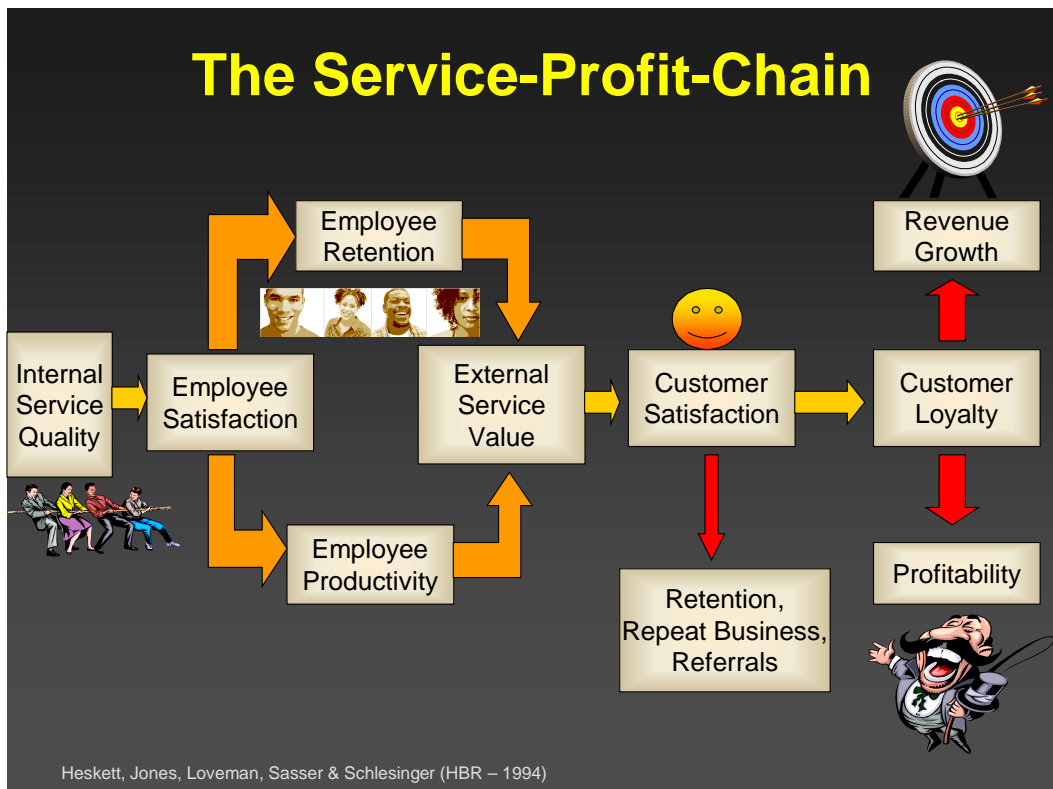 The Service-Profit-Chain
Employee
Retention
Revenue
Growth
Internal
Service
Quality
Employee
Satisfaction
External
Service
Value
Customer
Satisfaction
Customer
Loyalty
Employee
Productivity
Retention,
Repeat Business,
Referrals
Profitability
Heskett, Jones, Loveman, Sasser & Schlesinger (HBR – 1994)